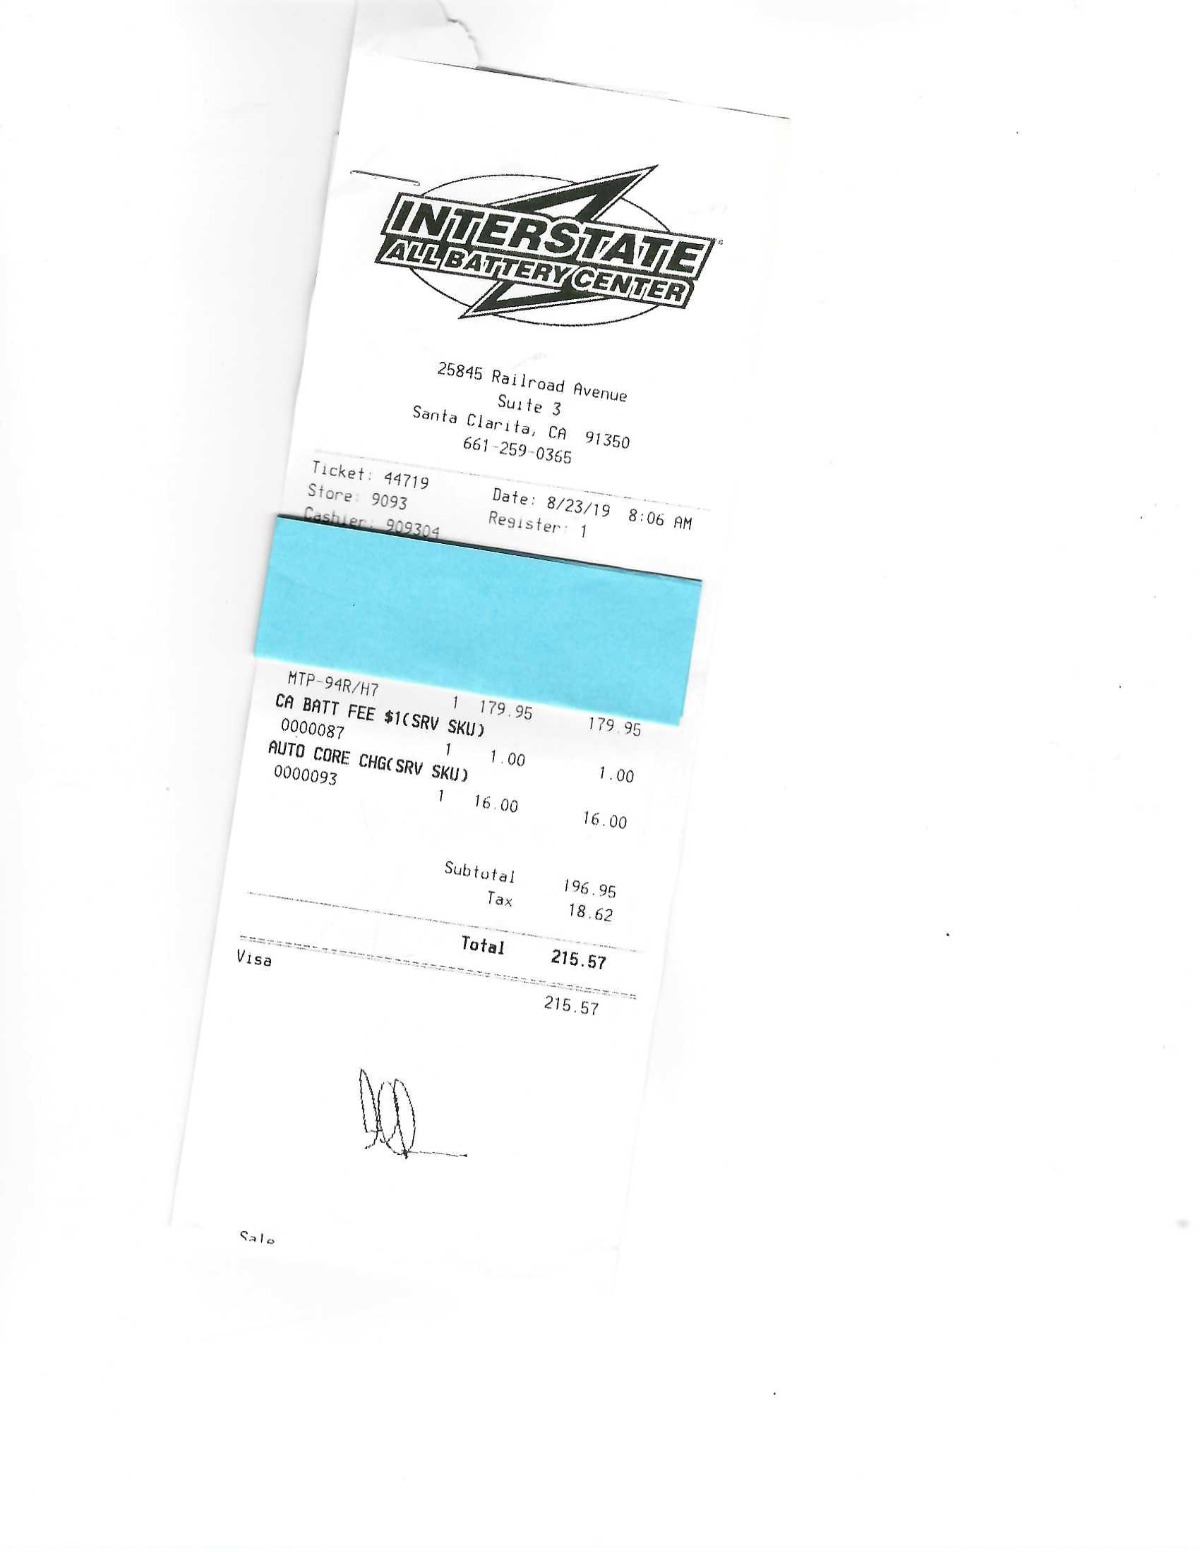 INTERSTATE
ALL BATTERY CENTER
25845 Railroad Avenue
Suite 3
Santa Clarita, CA 91350
661-259-0365
Ticket: 44719 Date: 8/23/19 8:06 AM
Store: 9093 Register: 1
Cashier: 909304
MTP-94R/H7 1 179.95 179.95
CA BATT FEE $1(SRV SKU)
0000087 1 1.00 1.00
AUTO CORE CHG(SRV SKU)
0000093 1 16.00 16.00
Subtotal 196.95
Tax 18.62
Total 215.57
Visa 215.57
Sale